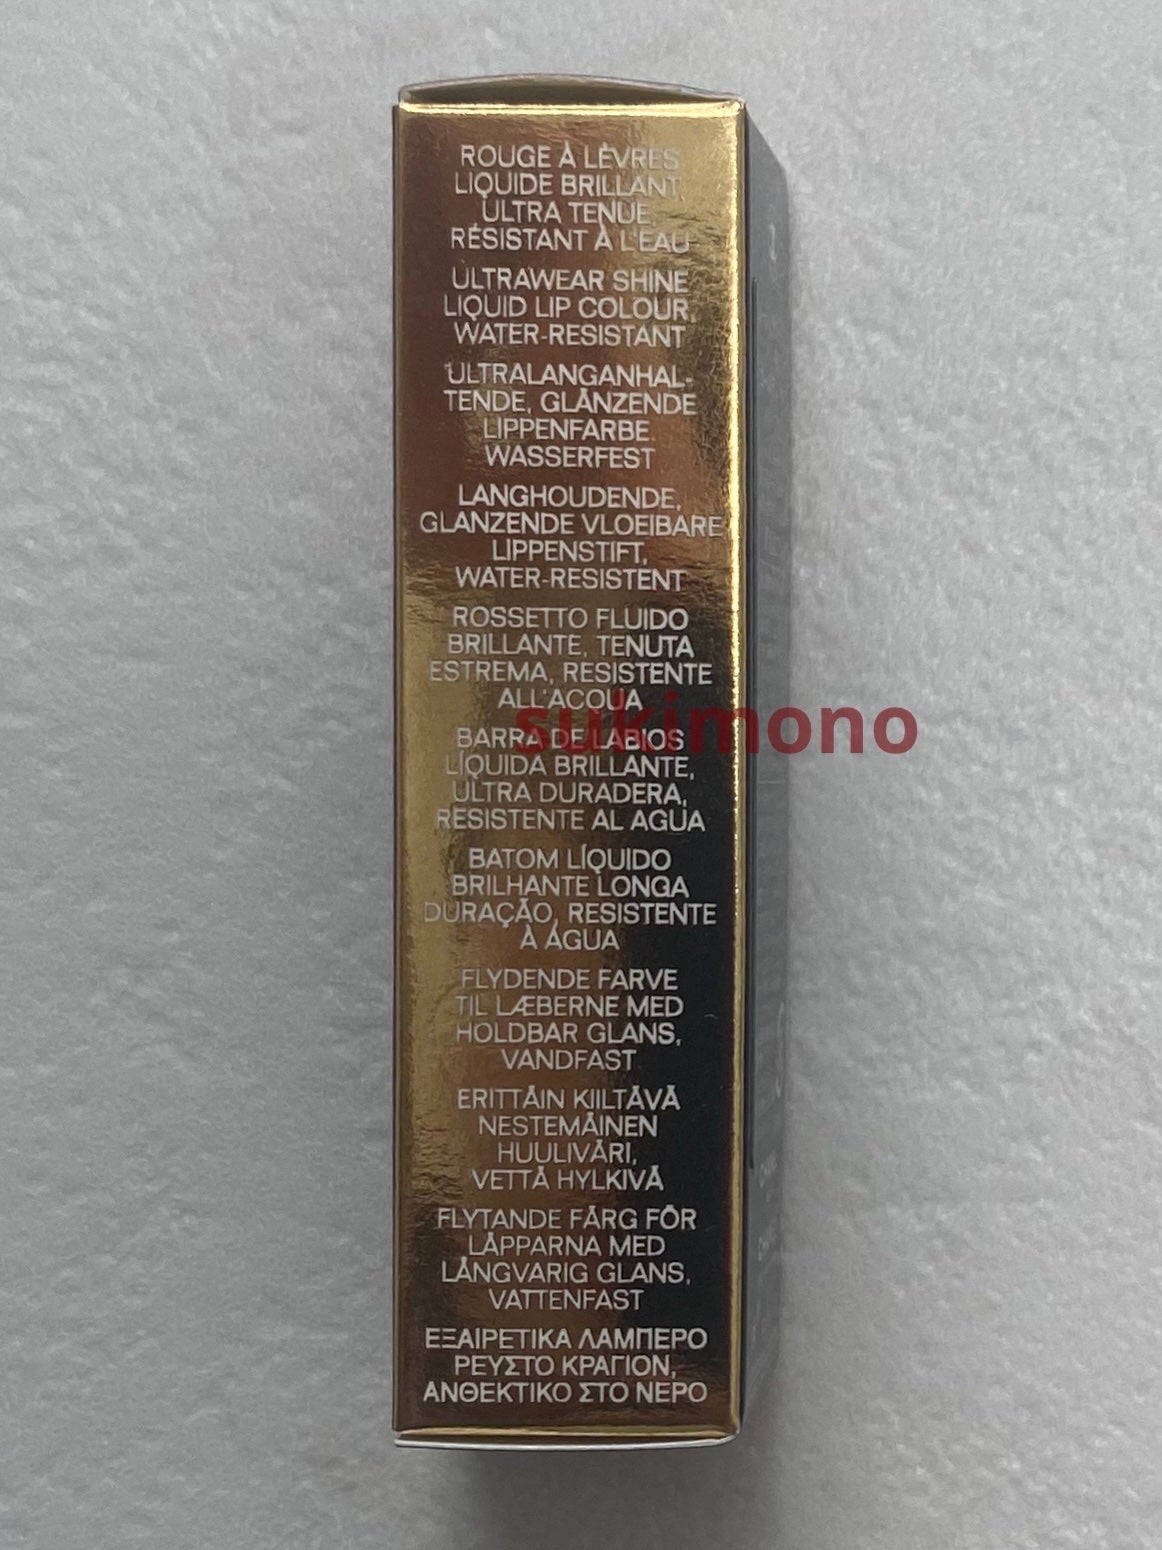 ROUGE À LÈVRES
LIQUIDE BRILLANT,
ULTRA TENUE,
RÉSISTANT À L'EAU
ULTRAWEAR SHINE
LIQUID LIP COLOUR,
WATER-RESISTANT
ULTRALANGANHAL-
TENDE, GLÄNZENDE
LIPPENFARBE,
WASSERFEST
LANGHOUDENDE,
GLANZENDE VLOEIBARE
LIPPENSTIFT,
WATER-RESISTENT
ROSSETTO FLUIDO
BRILLANTE, TENUTA
ESTREMA, RESISTENTE
ALL'ACQUA
sukimono
BARRA DE LABIOS
LÍQUIDA BRILLANTE,
ULTRA DURADERA,
RESISTENTE AL AGUA
BATOM LÍQUIDO
BRILHANTE LONGA
DURAÇÃO, RESISTENTE
À ÁGUA
FLYDENDE FARVE
TIL LÆBERNE MED
HOLDBAR GLANS,
VANDFAST
ERITTÄIN KIILTÄVÄ
NESTEMÄINEN
HUULIVÄRI,
VETTÄ HYLKIVÄ
FLYTANDE FÄRG FÖR
LÄPPARNA MED
LÅNGVARIG GLANS,
VATTENFAST
ΕΞΑΙΡΕΤΙΚΑ ΛΑΜΠΕΡΟ
ΡΕΥΣΤΟ ΚΡΑΓΙΟΝ,
ΑΝΘΕΚΤΙΚΟ ΣΤΟ ΝΕΡΟ